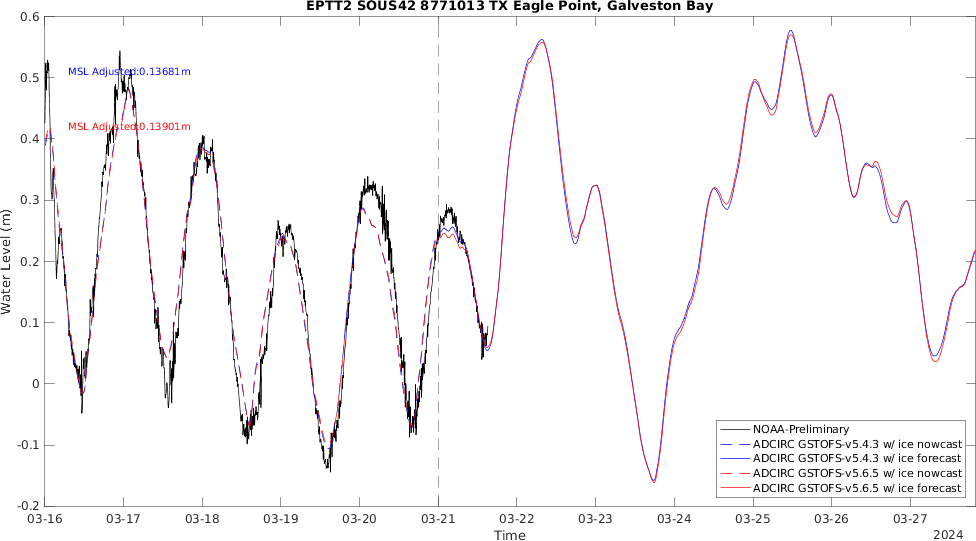 EPTT2 SOUS42 8771013 TX Eagle Point, Galveston Bay
0.6
0.5
0.4
0.3
0.2
0.1
0
-0.1
-0.2
Water Level (m)
MSL Adjusted:0.13681m
MSL Adjusted:0.13901m
NOAA-Preliminary
ADCIRC GSTOFS-v5.4.3 w/ ice nowcast
ADCIRC GSTOFS-v5.4.3 w/ ice forecast
ADCIRC GSTOFS-v5.6.5 w/ ice nowcast
ADCIRC GSTOFS-v5.6.5 w/ ice forecast
03-16 03-17 03-18 03-19 03-20 03-21 03-22 03-23 03-24 03-25 03-26 03-27
Time
2024